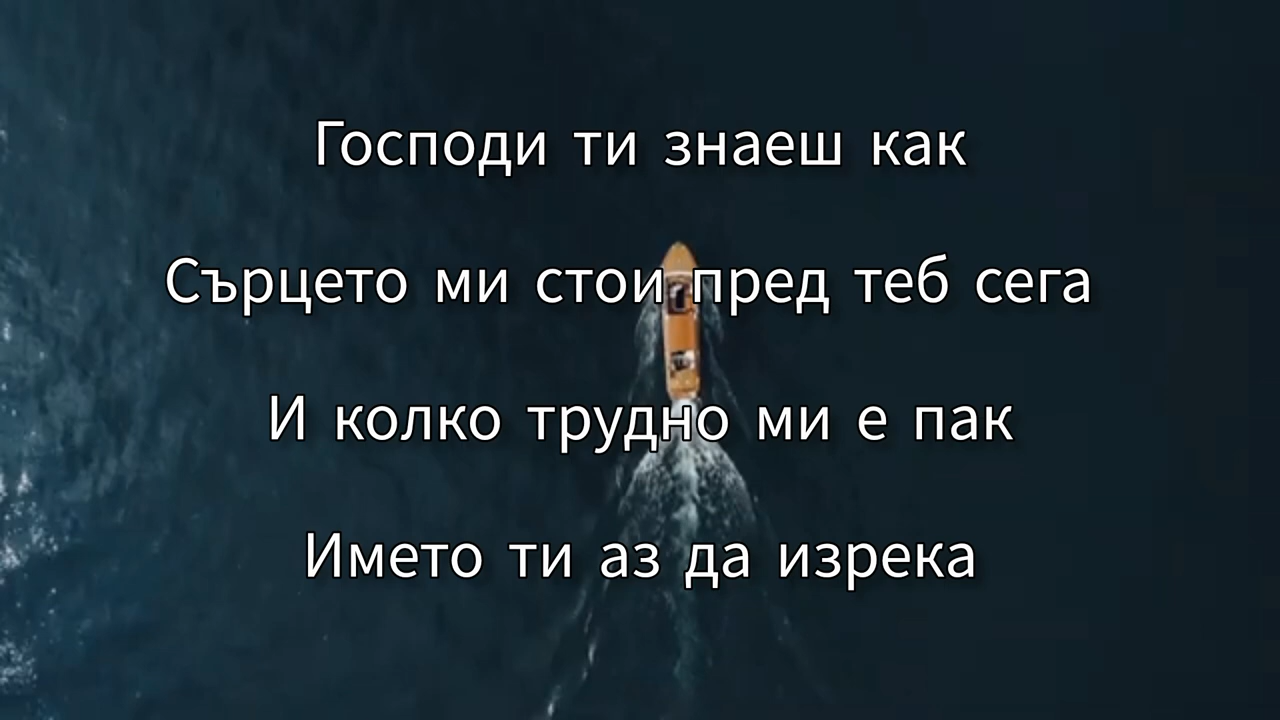 Господи ти знаеш как
Сърцето ми стои пред теб сега
И колко трудно ми е пак
Името ти аз да изрека